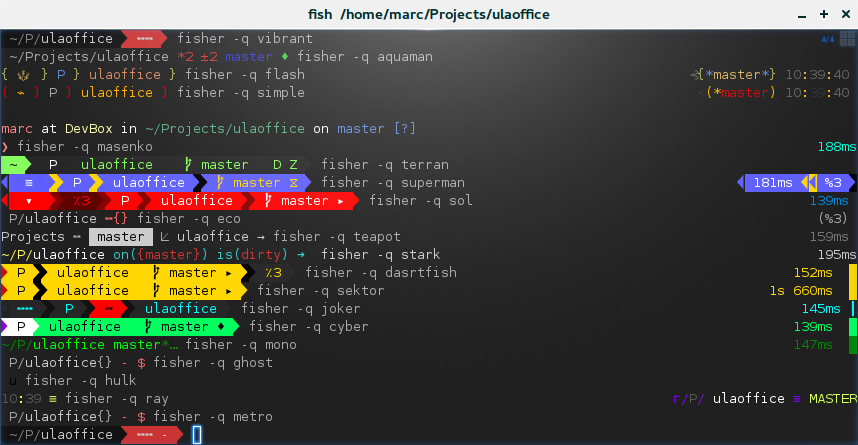 fish /home/marc/Projects/ulaoffice
~/P/ulaoffice fisher -q vibrant 4/4
~/Projects/ulaoffice *2 ±2 master ♦ fisher -q aquaman
{ } P } ulaoffice } fisher -q flash {*master*} 10:39:40
( ⌁ ) P ) ulaoffice ) fisher -q simple <(*master) 10:39:40
marc at DevBox in ~/Projects/ulaoffice on master [?]
❯ fisher -q masenko 188ms
~ P ulaoffice master D Z fisher -q terran
≡ P ulaoffice master fisher -q superman 181ms %3
▾ ⁒3 P ulaoffice master ▸ fisher -q sol 139ms
P/ulaoffice {} fisher -q eco (%3)
Projects master ulaoffice → fisher -q teapot 159ms
~/P/ulaoffice on({master}) is(dirty) ➜ fisher -q stark 195ms
P ulaoffice master ▸ ⁒3 fisher -q dasrtfish 152ms
P ulaoffice master ▸ fisher -q sektor 1s 660ms
P ulaoffice fisher -q joker 145ms
P ulaoffice master ♦ fisher -q cyber 139ms
~/P/ulaoffice master*… fisher -q mono 147ms
P/ulaoffice{} - $ fisher -q ghost
u fisher -q hulk
10:39 ≡ fisher -q ray r/P/ ulaoffice ≡ MASTER
P/ulaoffice{} - $ fisher -q metro
~/P/ulaoffice -